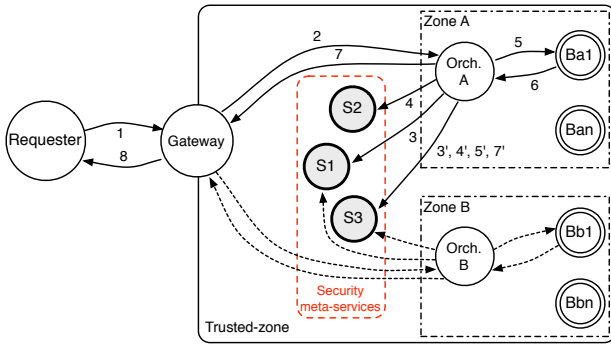 Zone A
2
7
Orch.
A
5
6
Ba1
Ban
S2
4
3
3', 4', 5', 7'
Requester
1
8
Gateway
S1
S3
Zone B
Orch.
B
Bb1
Bbn
Security
meta-services
Trusted-zone